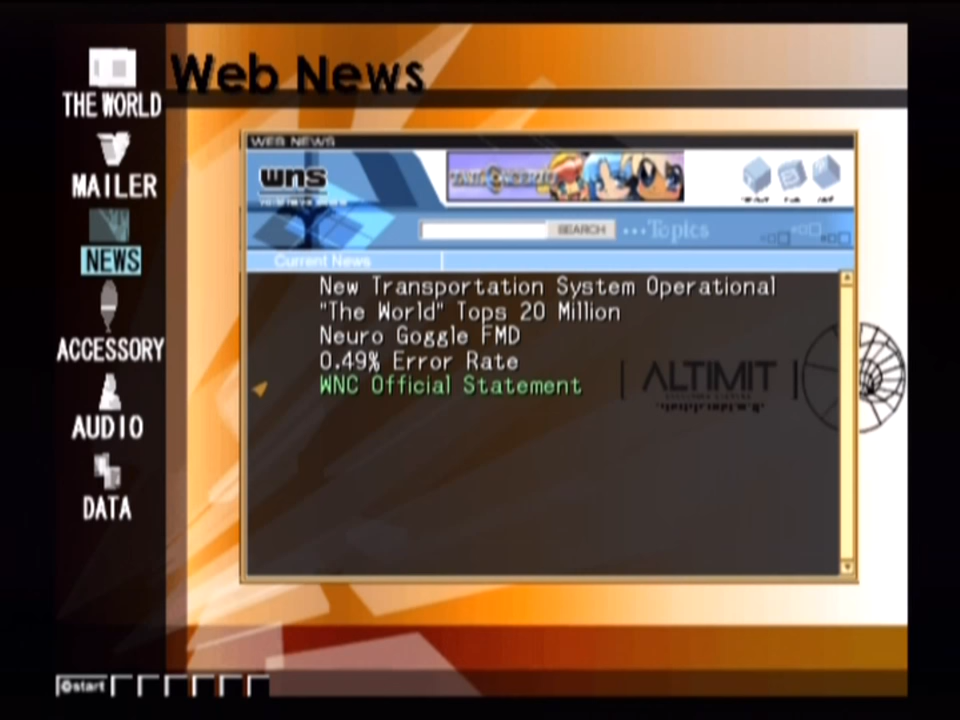 Web News
THE WORLD
MAILER
NEWS
ACCESSORY
AUDIO
DATA
WEB NEWS
wns
SEARCH
•••Topics
Current News
New Transportation System Operational
"The World" Tops 20 Million
Neuro Goggle FMD
0.49% Error Rate
WNC Official Statement
ALTIMIT
start